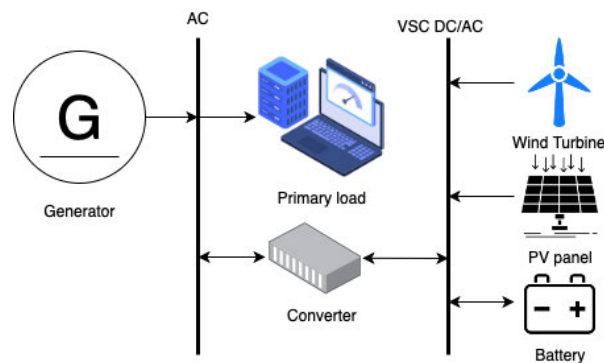 AC
VSC DC/AC
G
Generator
Primary load
Converter
Wind Turbine
PV panel
Battery